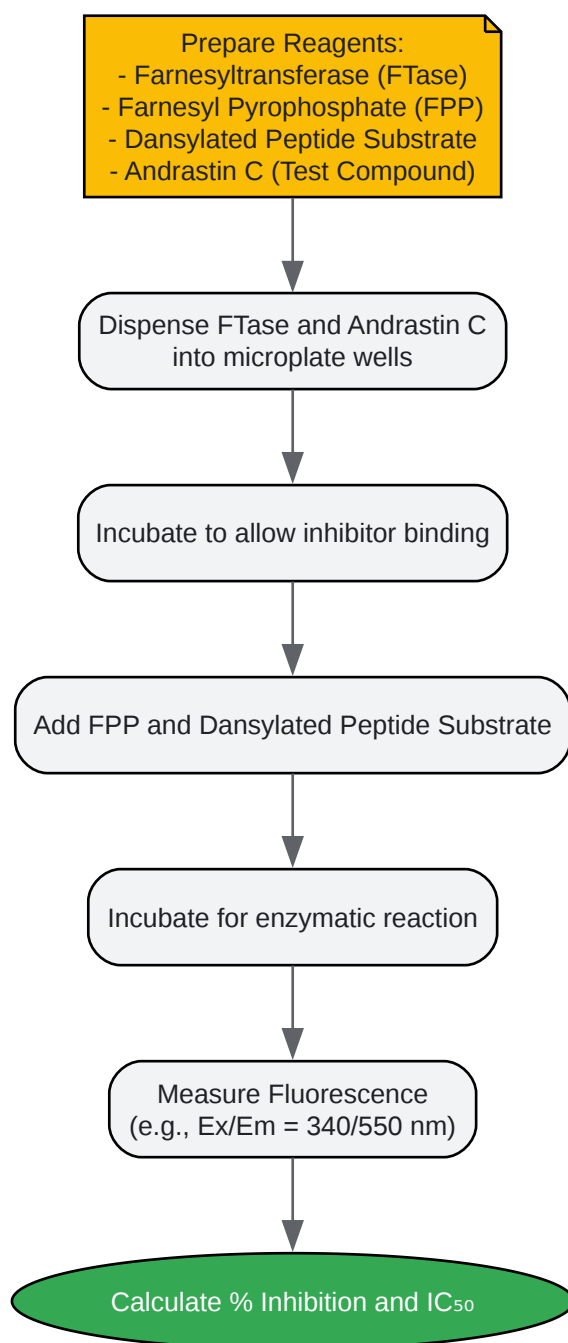 Prepare Reagents:
- Farnesyltransferase (FTase)
- Farnesyl Pyrophosphate (FPP)
- Dansylated Peptide Substrate
- Andrastin C (Test Compound)
Dispense FTase and Andrastin C
into microplate wells
Incubate to allow inhibitor binding
Add FPP and Dansylated Peptide Substrate
Incubate for enzymatic reaction
Measure Fluorescence
(e.g., Ex/Em = 340/550 nm)
Calculate % Inhibition and IC₅₀